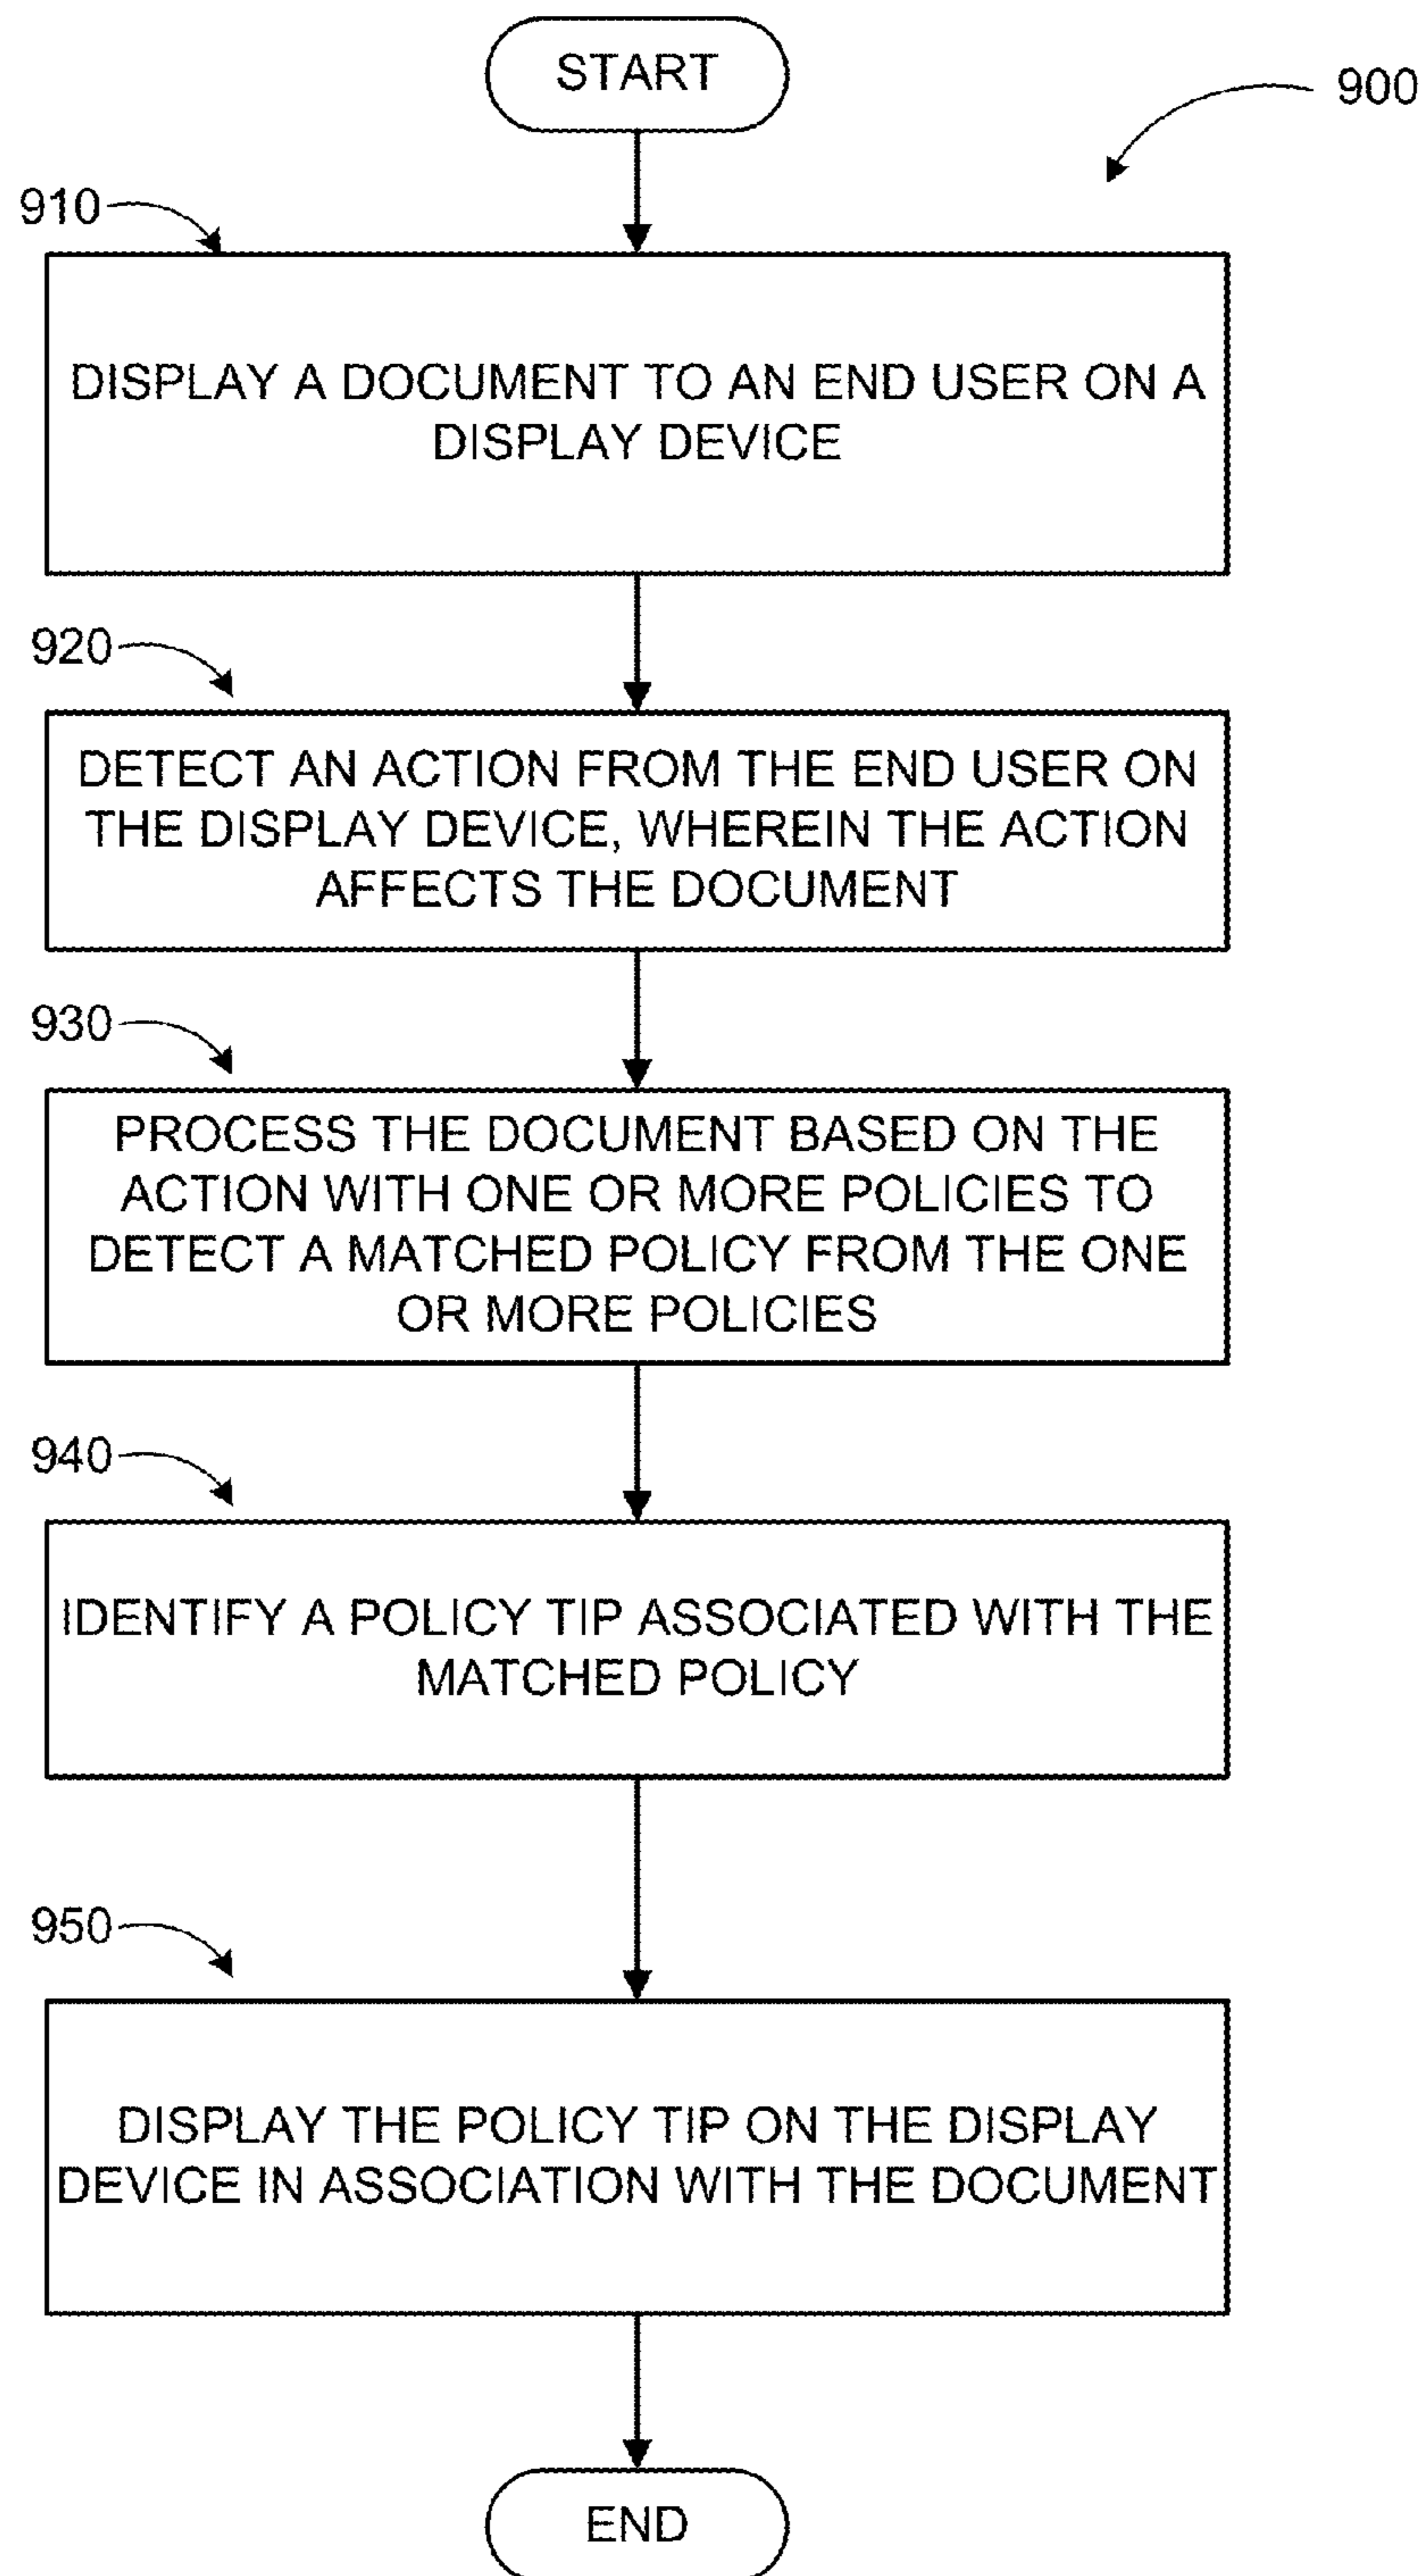 START
900
910
DISPLAY A DOCUMENT TO AN END USER ON A
DISPLAY DEVICE
920
DETECT AN ACTION FROM THE END USER ON
THE DISPLAY DEVICE, WHEREIN THE ACTION
AFFECTS THE DOCUMENT
930
PROCESS THE DOCUMENT BASED ON THE
ACTION WITH ONE OR MORE POLICIES TO
DETECT A MATCHED POLICY FROM THE ONE
OR MORE POLICIES
940
IDENTIFY A POLICY TIP ASSOCIATED WITH THE
MATCHED POLICY
950
DISPLAY THE POLICY TIP ON THE DISPLAY
DEVICE IN ASSOCIATION WITH THE DOCUMENT
END